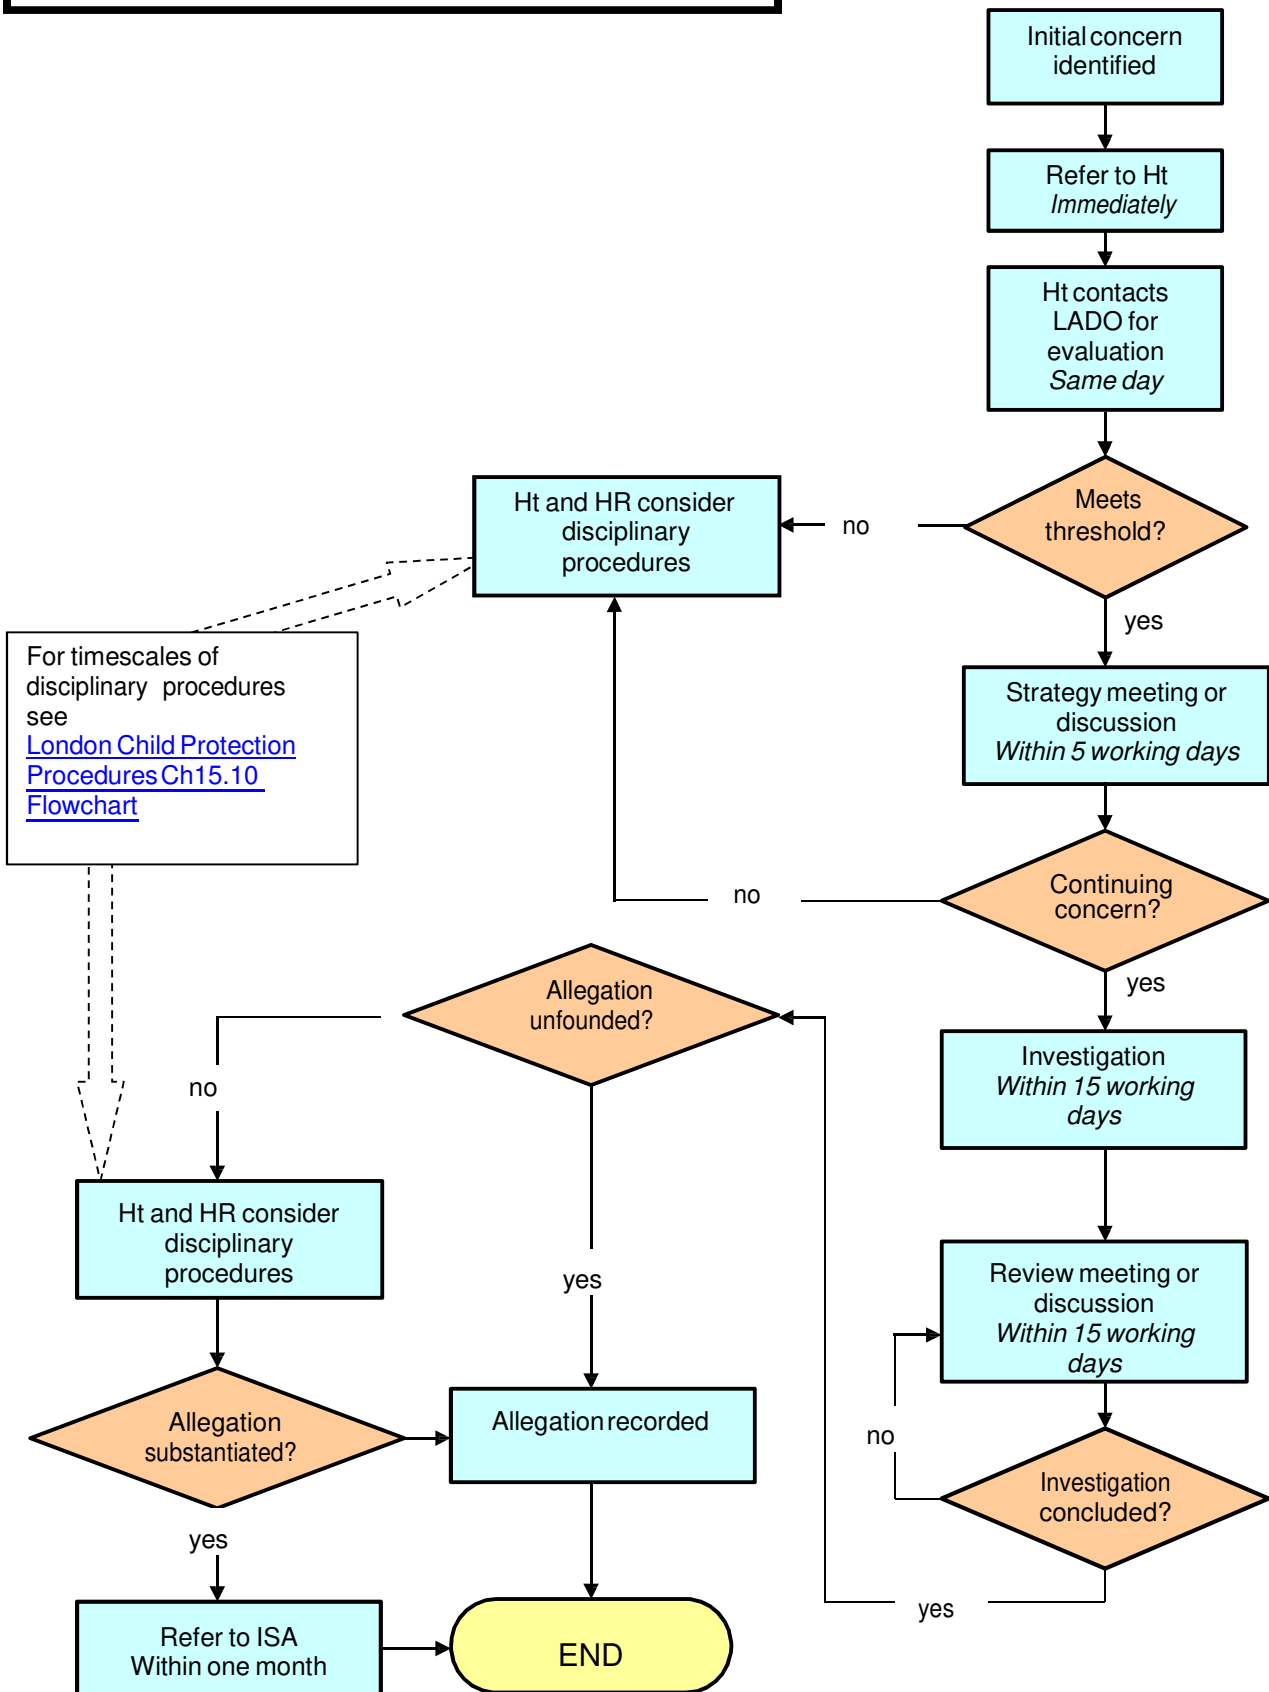 Initial concern
identified
Refer to Ht
Immediately
Ht contacts
LADO for
evaluation
Same day
Meets
threshold?
no
Ht and HR consider
disciplinary
procedures
yes
For timescales of
disciplinary procedures
see
London Child Protection
Procedures Ch15.10
Flowchart
Strategy meeting or
discussion
Within 5 working days
Continuing
concern?
no
yes
Allegation
unfounded?
Investigation
Within 15 working
days
no
Ht and HR consider
disciplinary
procedures
yes
Review meeting or
discussion
Within 15 working
days
Allegation
substantiated?
Allegation recorded
no
Investigation
concluded?
yes
yes
Refer to ISA
Within one month
END